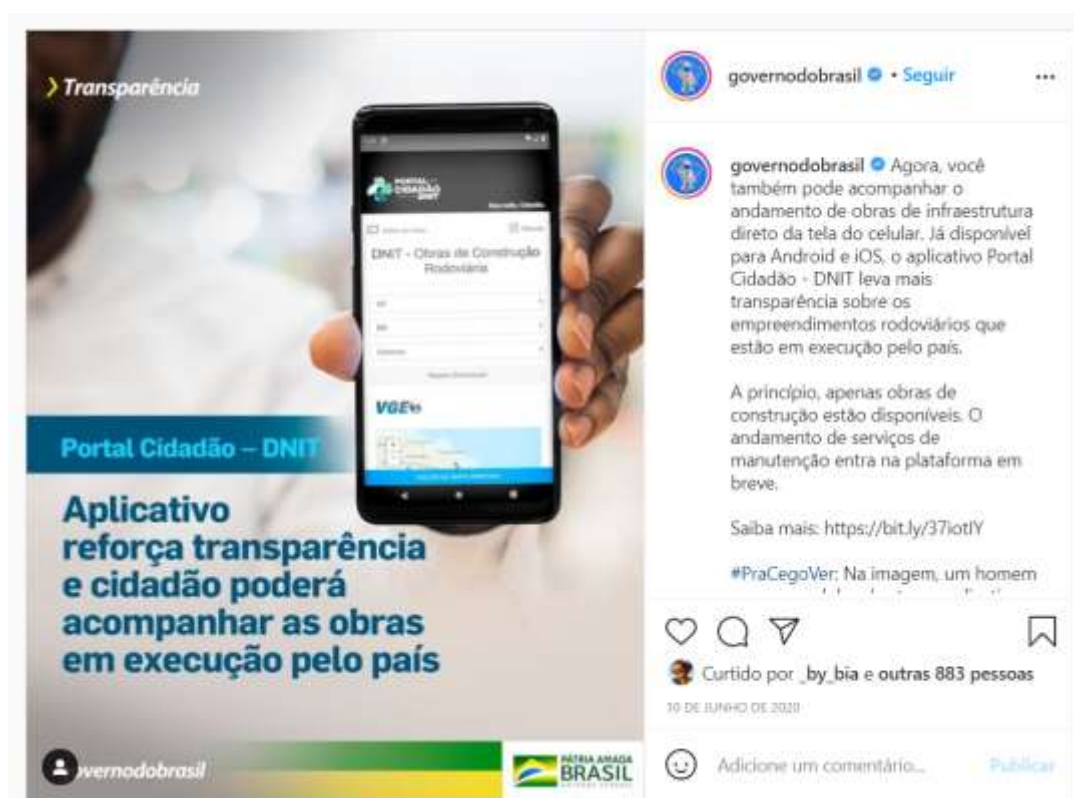 Transparência
PORTAL
CIDADÃO
DNIT
DNIT - Obras de Construção
Rodoviária
VGEO
Portal Cidadão – DNIT
Aplicativo
reforça transparência
e cidadão poderá
acompanhar as obras
em execução pelo país
vernodobrasil
PÁTRIA AMADA
BRASIL
governodobrasil • Seguir
governodobrasil Agora, você
também pode acompanhar o
andamento de obras de infraestrutura
direto da tela do celular. Já disponível
para Android e iOS, o aplicativo Portal
Cidadão - DNIT leva mais
transparência sobre os
empreendimentos rodoviários que
estão em execução pelo país.
A princípio, apenas obras de
construção estão disponíveis. O
andamento de serviços de
manutenção entra na plataforma em
breve.
Saiba mais: https://bit.ly/37iotIY
#PraCegoVer: Na imagem, um homem
Curtido por _by_bia e outras 883 pessoas
30 DE JUNHO DE 2020
Adicione um comentário...
Publicar